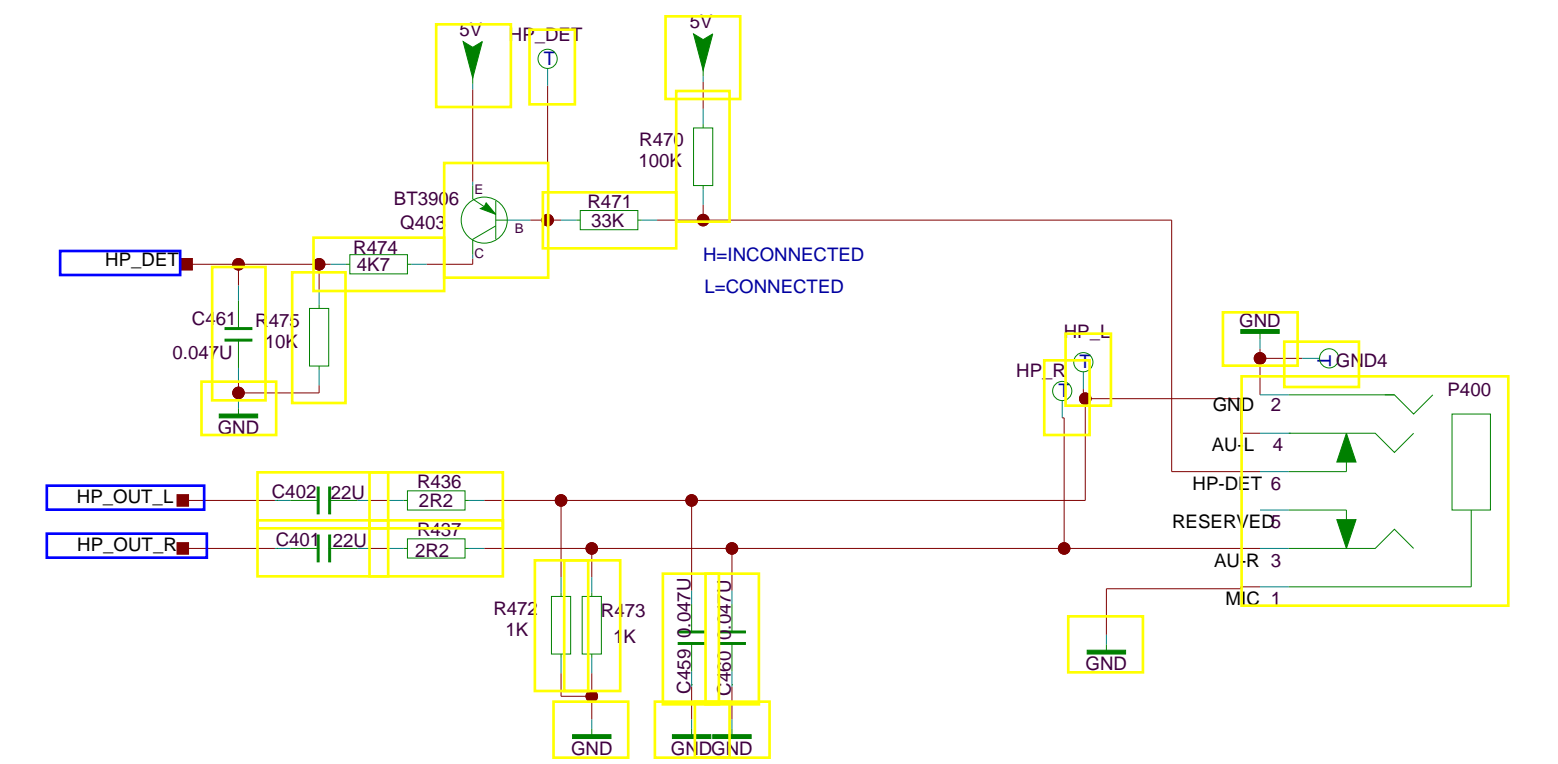 5V
HP_DET
T
5V
R470
100K
E
BT3906
Q403
B
C
R471
33K
R474
4K7
HP_DET
H=INCONNECTED
L=CONNECTED
C461
0.047U
R475
10K
GND
HP_L
T
HP_R
T
GND
T
GND4
P400
GND 2
AU-L 4
HP-DET 6
RESERVED 5
AU-R 3
MIC 1
GND
HP_OUT_L
C402
22U
R436
2R2
HP_OUT_R
C401
22U
R437
2R2
R472
1K
R473
1K
C459
0.047U
C460
0.047U
GND
GND
GND